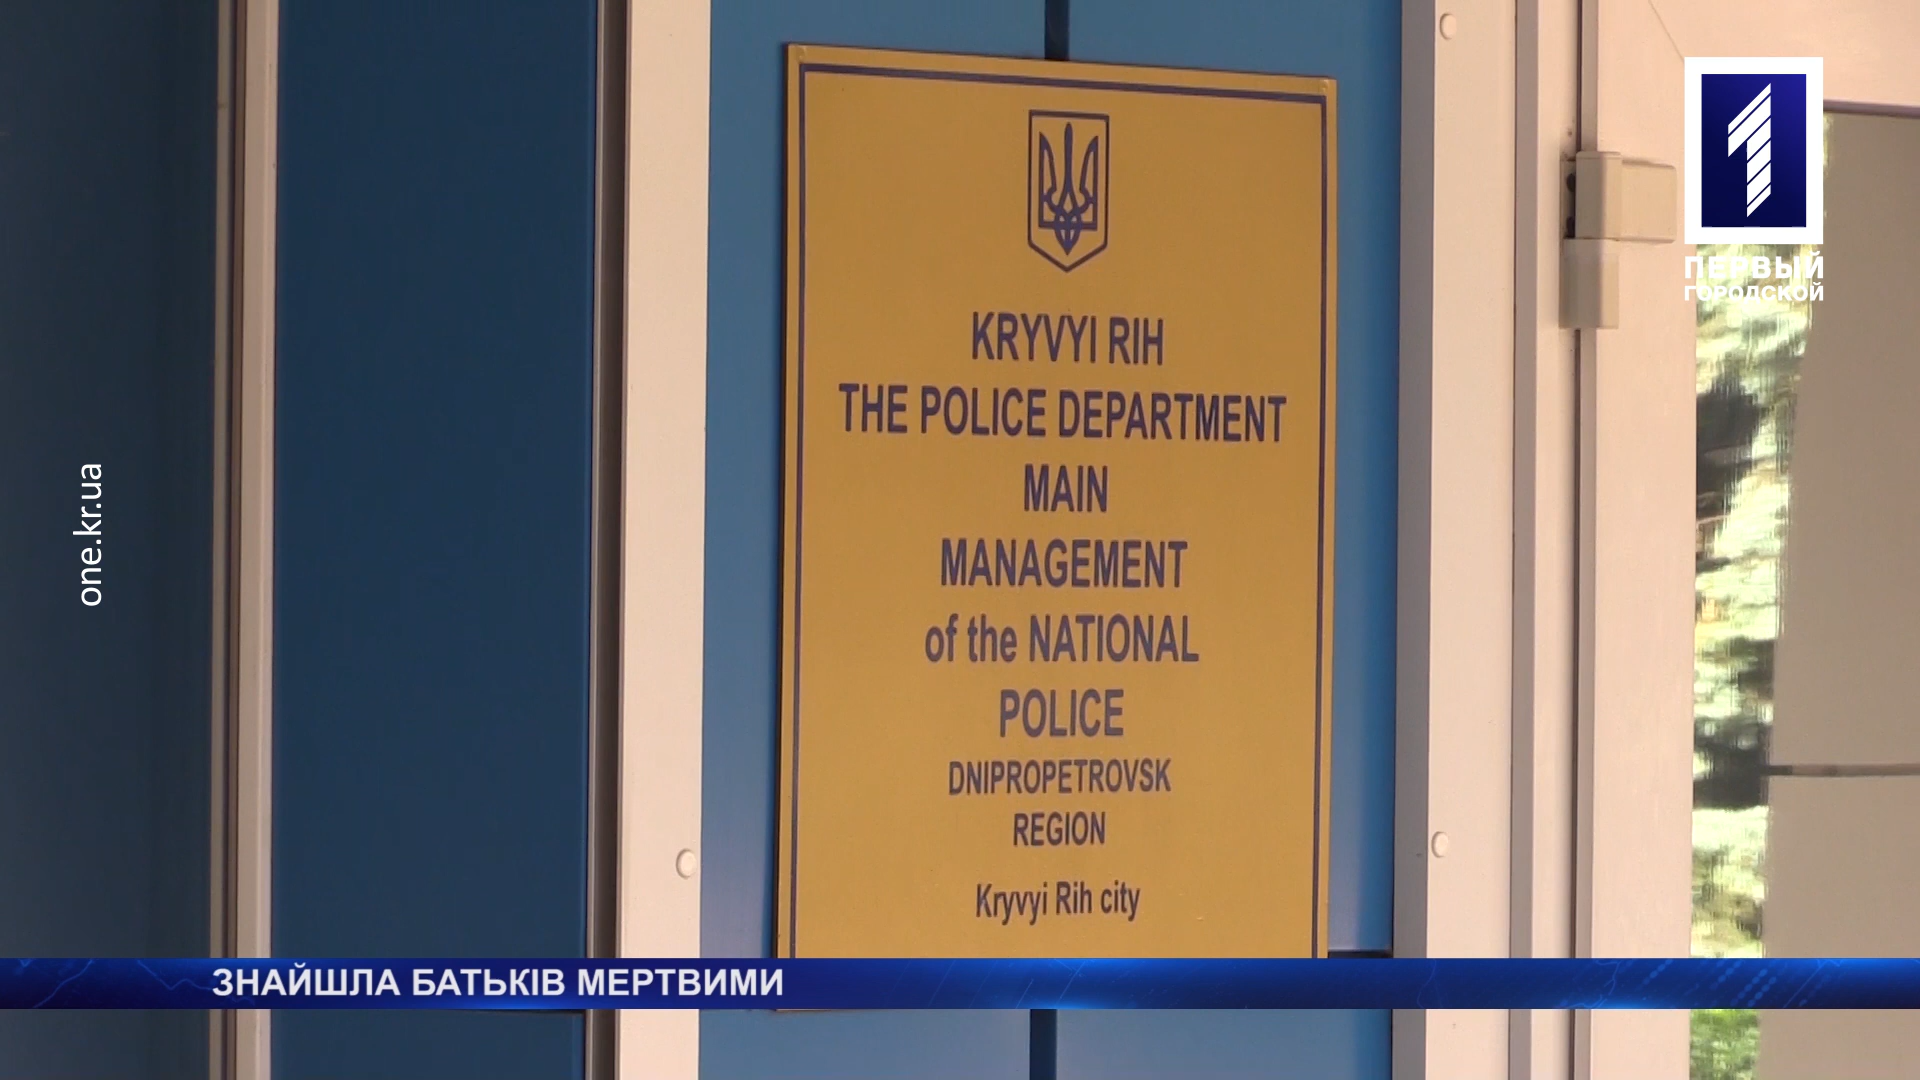 ПЕРВЫЙ
ГОРОДСКОЙ
KRYVYI RIH
THE POLICE DEPARTMENT
MAIN
MANAGEMENT
of the NATIONAL
POLICE
DNIPROPETROVSK
REGION
Kryvyi Rih city
one.kr.ua
ЗНАЙШЛА БАТЬКІВ МЕРТВИМИ